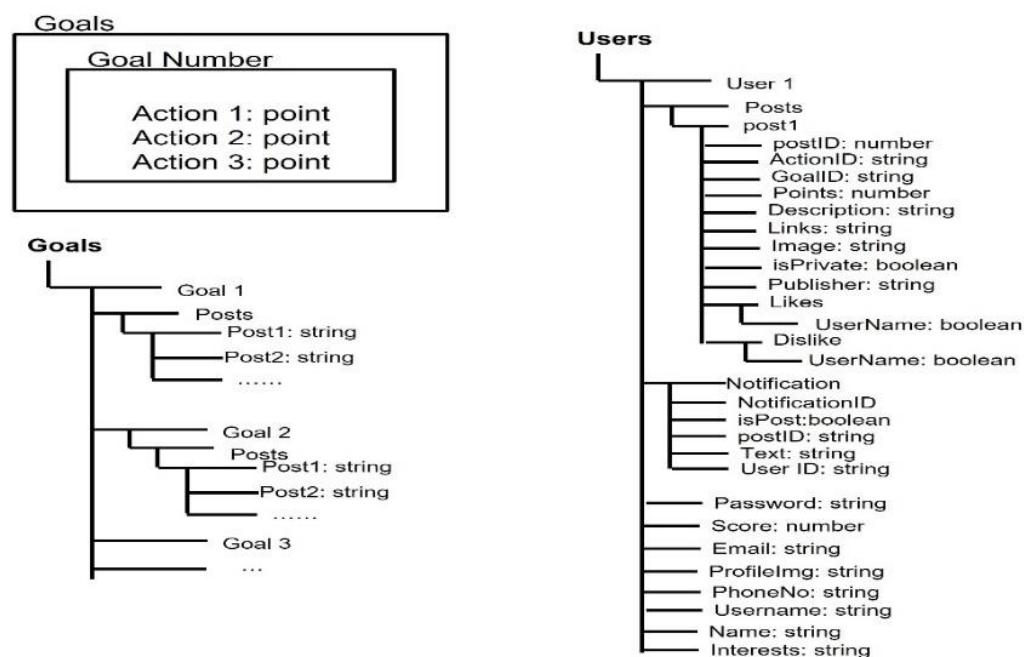 Goals
Goal Number
Action 1: point
Action 2: point
Action 3: point
Goals
Goal 1
Posts
Post1: string
Post2: string
......
Goal 2
Posts
Post1: string
Post2: string
......
Goal 3
...
Users
User 1
Posts
post1
postID: number
ActionID: string
GoalID: string
Points: number
Description: string
Links: string
Image: string
isPrivate: boolean
Publisher: string
Likes
UserName: boolean
Dislike
UserName: boolean
Notification
NotificationID
isPost:boolean
postID: string
Text: string
User ID: string
Password: string
Score: number
Email: string
ProfileImg: string
PhoneNo: string
Username: string
Name: string
Interests: string